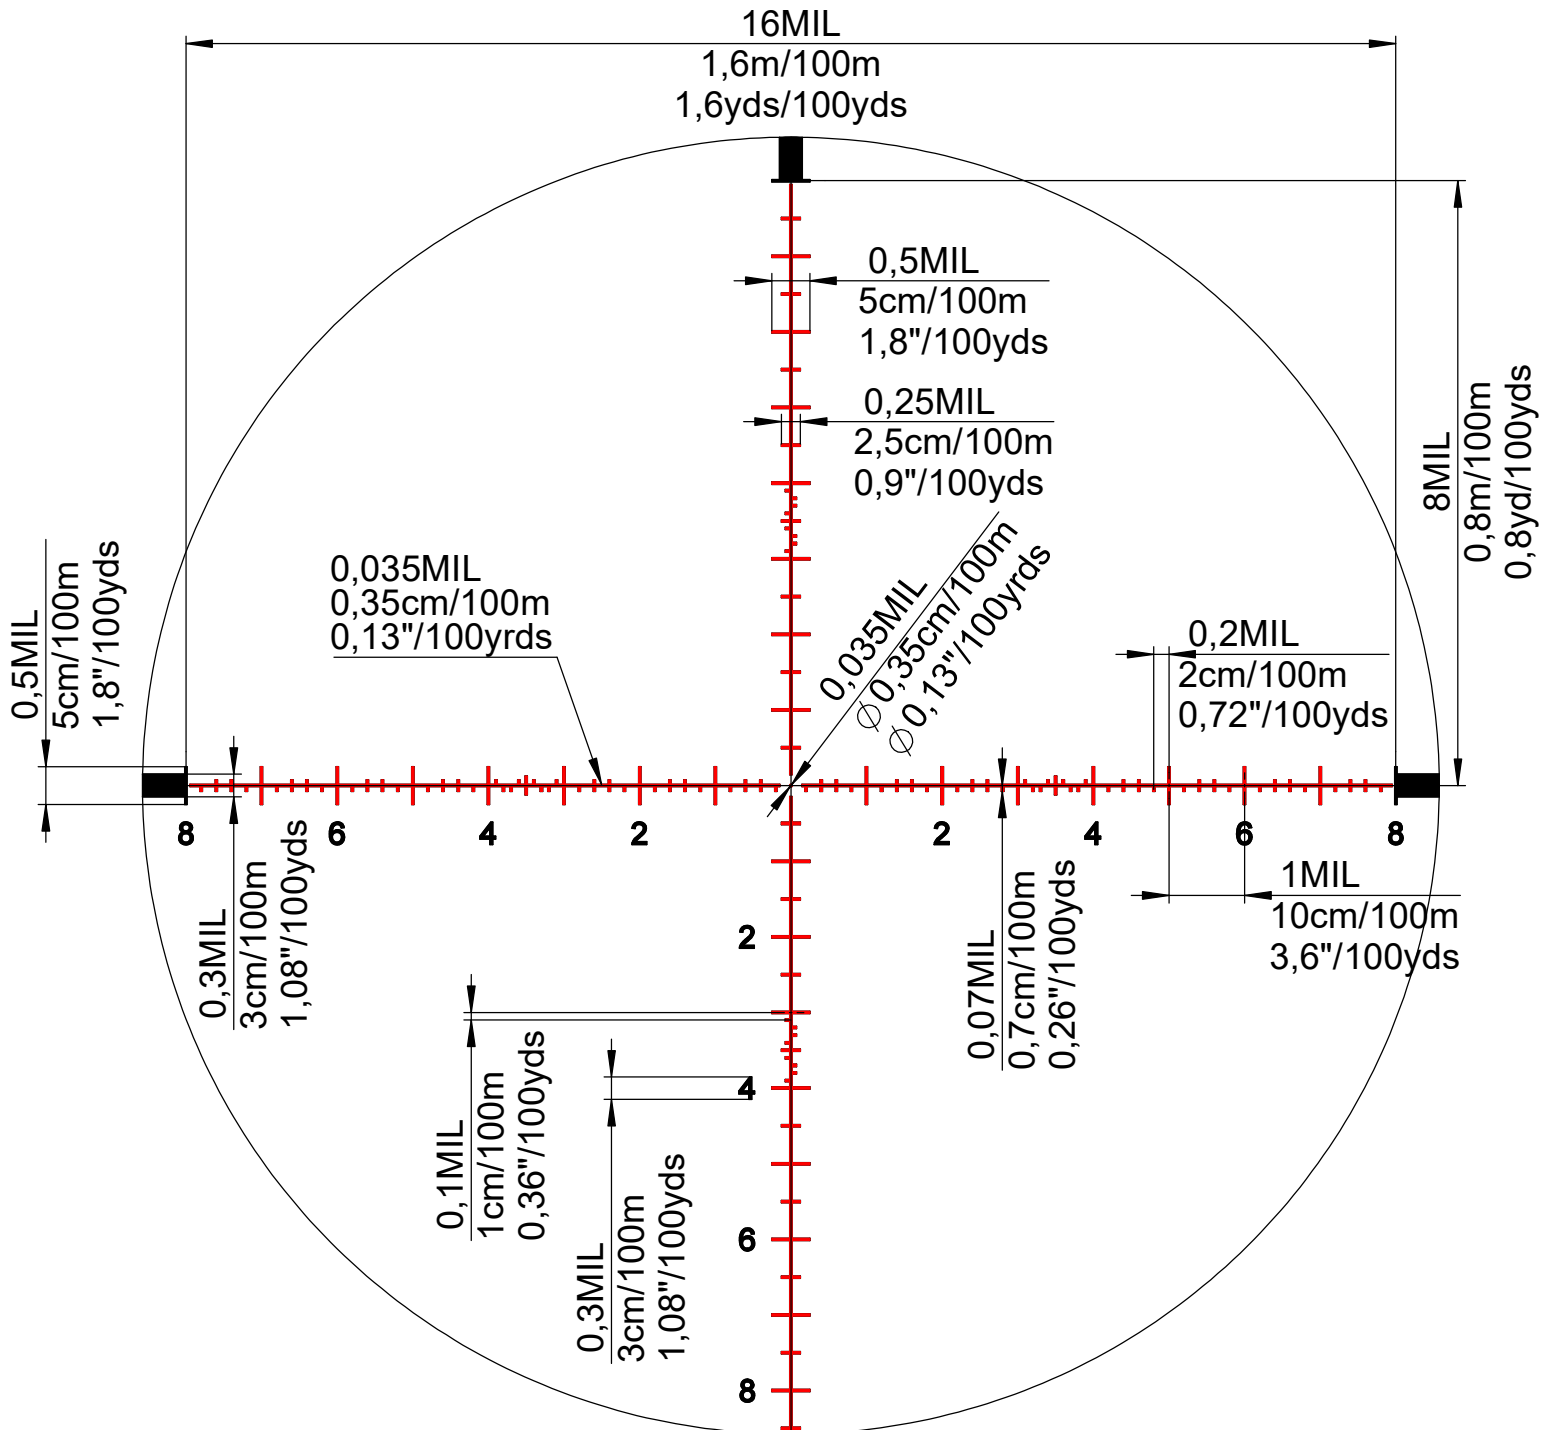 16MIL
1,6m/100m
1,6yds/100yds
0,5MIL
5cm/100m
1,8"/100yds
0,25MIL
2,5cm/100m
0,9"/100yds
8MIL
0,8m/100m
0,8yd/100yds
0,5MIL
5cm/100m
1,8"/100yds
0,035MIL
0,35cm/100m
0,13"/100yrds
0,035MIL
∅ 0,35cm/100m
∅ 0,13"/100yrds
0,2MIL
2cm/100m
0,72"/100yds
8 6 4 2 2 4 6 8
0,3MIL
3cm/100m
1,08"/100yds
1MIL
10cm/100m
3,6"/100yds
0,07MIL
0,7cm/100m
0,26"/100yds
2
0,1MIL
1cm/100m
0,36"/100yds
4
0,3MIL
3cm/100m
1,08"/100yds
6
8